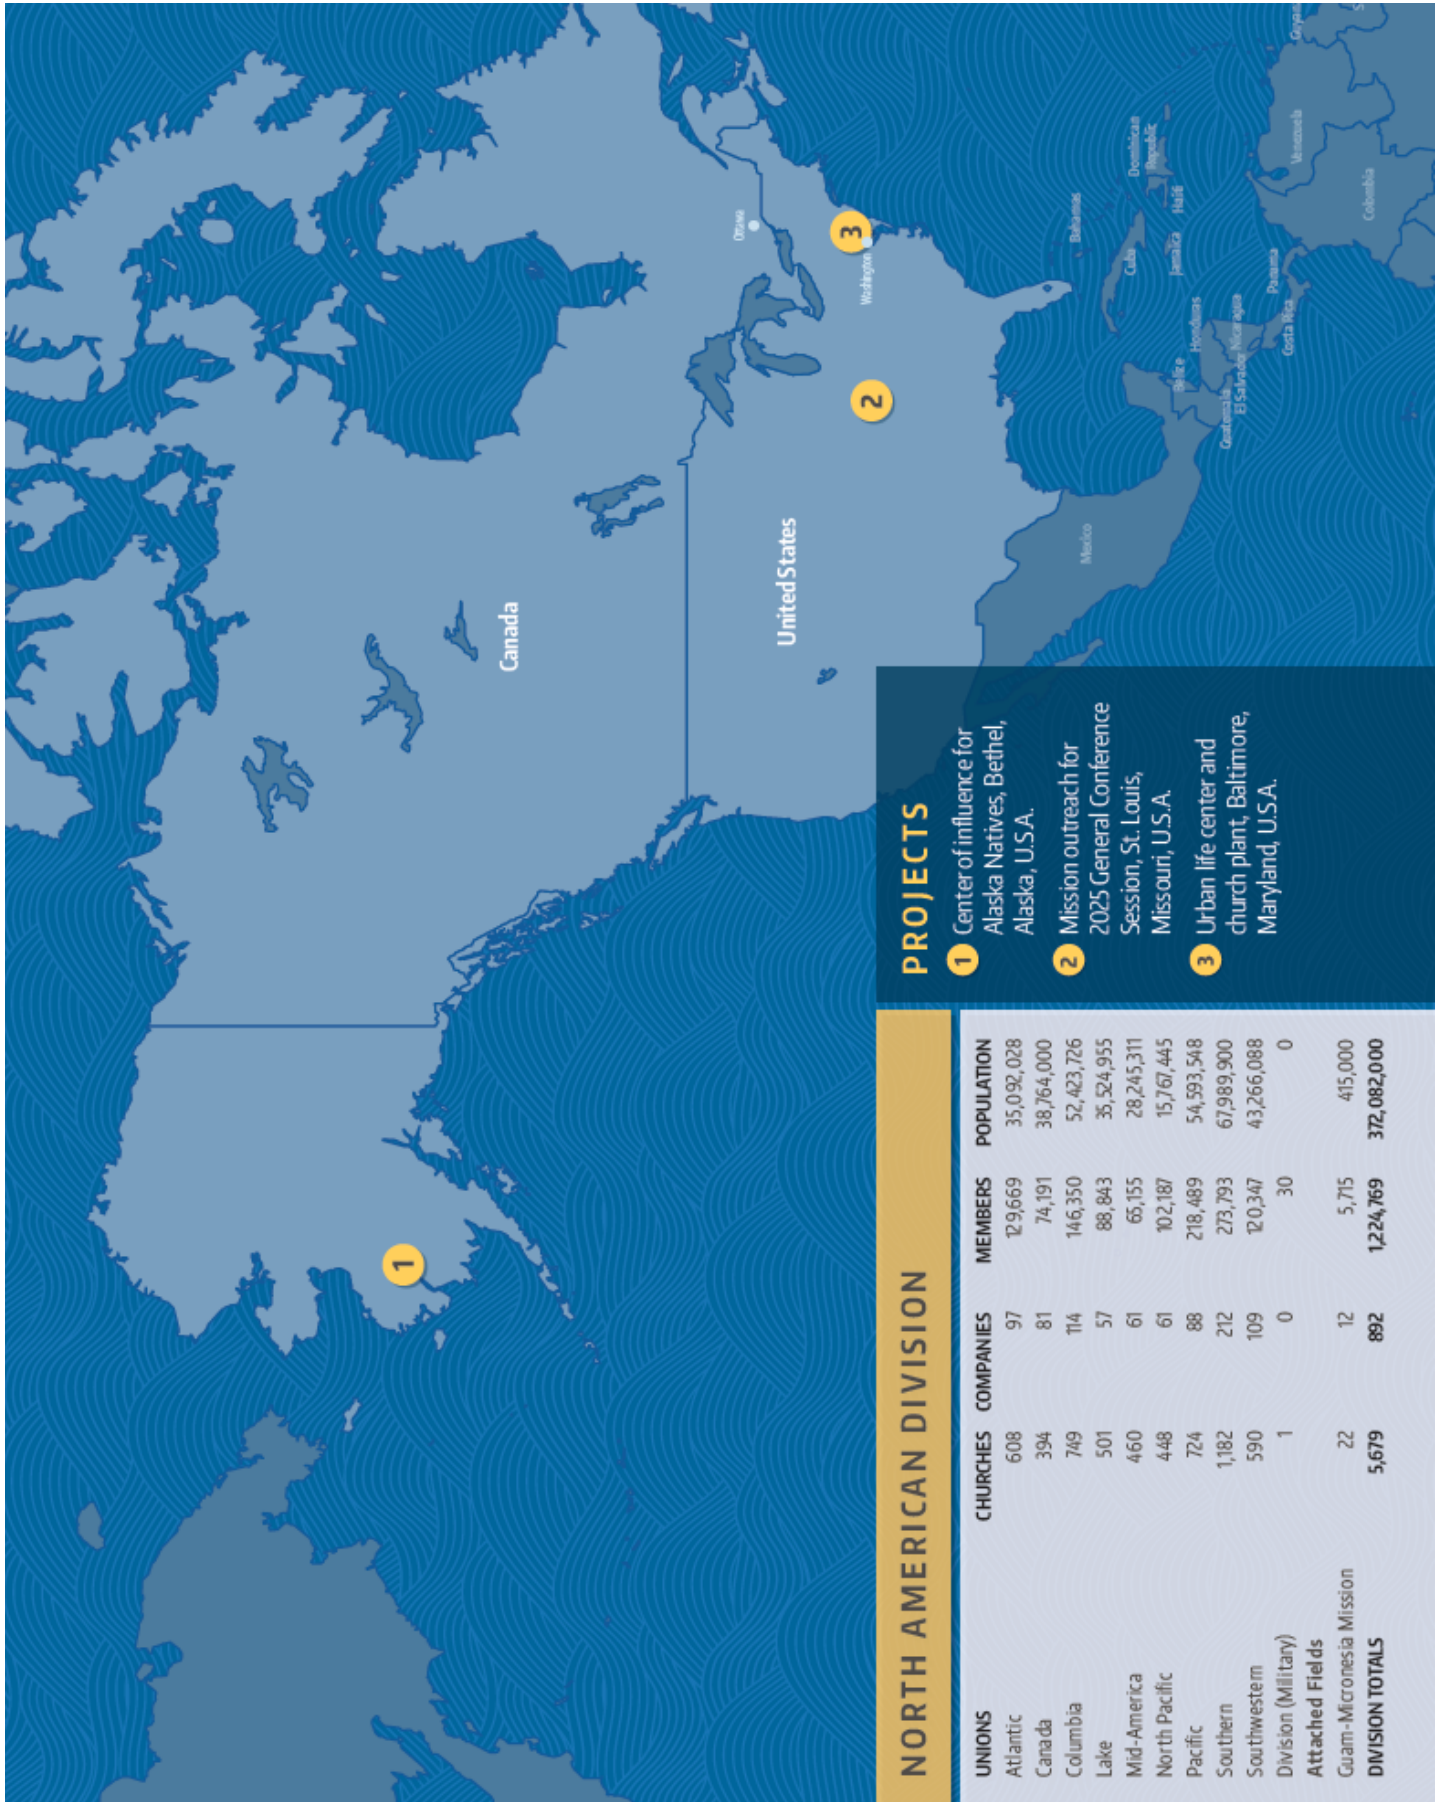 Canada
United States
Ottawa
Washington
Mexico
Bahamas
Cuba
Dominican
Republic
Haiti
Jamaica
Belize
Honduras
Guatemala
El Salvador
Nicaragua
Costa Rica
Panama
Venezuela
Colombia
1
2
3
NORTH AMERICAN DIVISION
UNIONS CHURCHES COMPANIES MEMBERS POPULATION
Atlantic 608 97 129,669 35,092,028
Canada 394 81 74,191 38,764,000
Columbia 749 114 146,350 52,423,726
Lake 501 57 88,843 35,524,955
Mid-America 460 61 65,155 28,245,311
North Pacific 448 61 102,187 15,767,445
Pacific 724 88 218,489 54,593,548
Southern 1,182 212 273,793 67,989,900
Southwestern 590 109 120,347 43,266,088
Division (Military) 1 0 30 0
Attached Fields
Guam-Micronesia Mission 22 12 5,715 415,000
DIVISION TOTALS 5,679 892 1,224,769 372,082,000
PROJECTS
1 Center of influence for
Alaska Natives, Bethel,
Alaska, U.S.A.
2 Mission outreach for
2025 General Conference
Session, St. Louis,
Missouri, U.S.A.
3 Urban life center and
church plant, Baltimore,
Maryland, U.S.A.